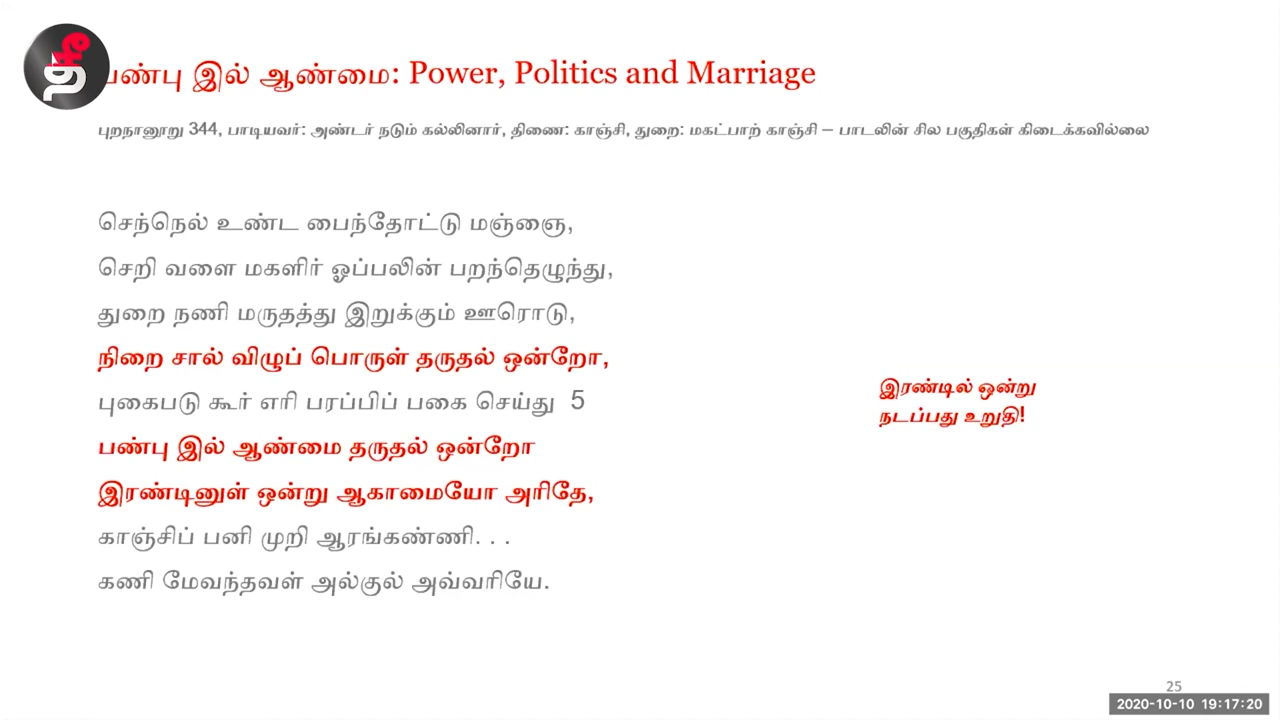 பண்பு இல் ஆண்மை: Power, Politics and Marriage
புறநானூறு 344, பாடியவர்: அண்டர் நடும் கல்லினார், திணை: காஞ்சி, துறை: மகட்பாற் காஞ்சி – பாடலின் சில பகுதிகள் கிடைக்கவில்லை
செந்நெல் உண்ட பைந்தோட்டு மஞ்ஞை,
செறி வளை மகளிர் ஓப்பலின் பறந்தெழுந்து,
துறை நணி மருதத்து இறுக்கும் ஊரொடு,
நிறை சால் விழுப் பொருள் தருதல் ஒன்றோ,
புகைபடு கூர் எரி பரப்பிப் பகை செய்து 5
பண்பு இல் ஆண்மை தருதல் ஒன்றோ
இரண்டினுள் ஒன்று ஆகாமையோ அரிதே,
காஞ்சிப் பனி முறி ஆரங்கண்ணி. . .
கணி மேவந்தவள் அல்குல் அவ்வரியே.
இரண்டில் ஒன்று
நடப்பது உறுதி!
25
2020-10-10 19:17:20